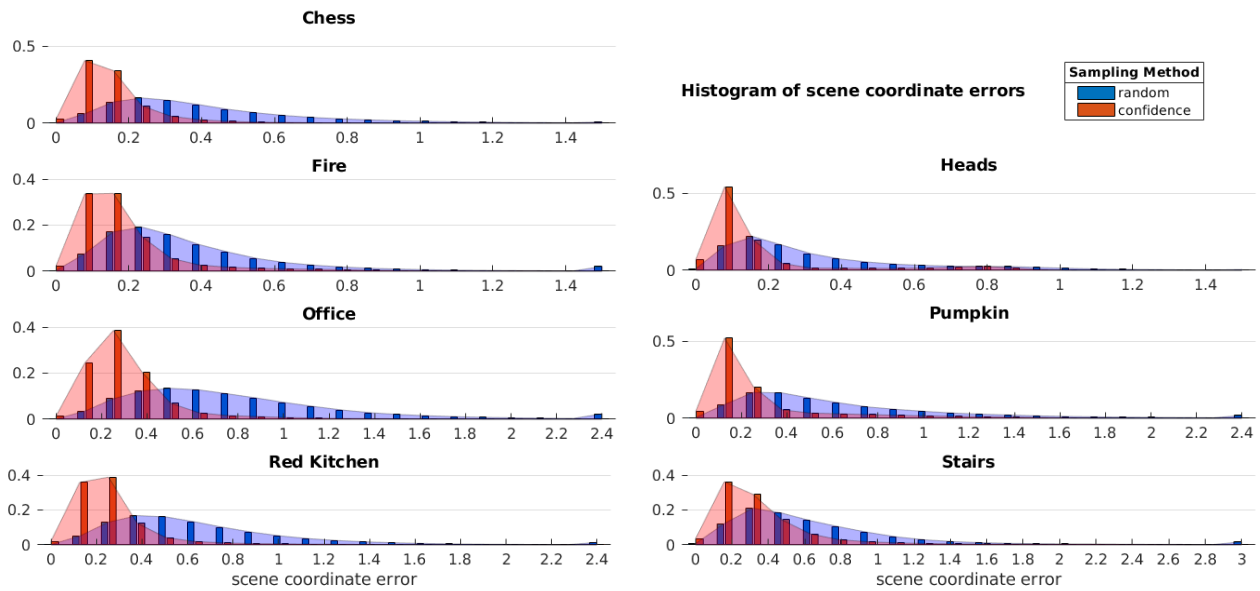 Chess
0.5
0
0 0.2 0.4 0.6 0.8 1 1.2 1.4
Histogram of scene coordinate errors
Sampling Method
random
confidence
Fire
0.4
0.2
0
0 0.2 0.4 0.6 0.8 1 1.2 1.4
Heads
0.5
0
0 0.2 0.4 0.6 0.8 1 1.2 1.4
Office
0.4
0.2
0
0 0.2 0.4 0.6 0.8 1 1.2 1.4 1.6 1.8 2 2.2 2.4
Pumpkin
0.5
0
0 0.2 0.4 0.6 0.8 1 1.2 1.4 1.6 1.8 2 2.2 2.4
Red Kitchen
0.4
0.2
0
0 0.2 0.4 0.6 0.8 1 1.2 1.4 1.6 1.8 2 2.2 2.4
scene coordinate error
Stairs
0.4
0.2
0
0 0.2 0.4 0.6 0.8 1 1.2 1.4 1.6 1.8 2 2.2 2.4 2.6 2.8 3
scene coordinate error